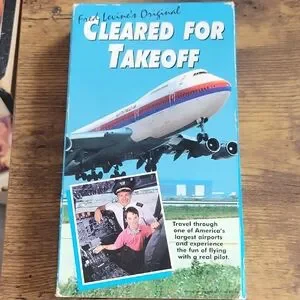 Fred Levine's Original
CLEARED FOR
TAKEOFF
Travel through
one of America's
largest airports
and experience
the fun of flying
with a real pilot.